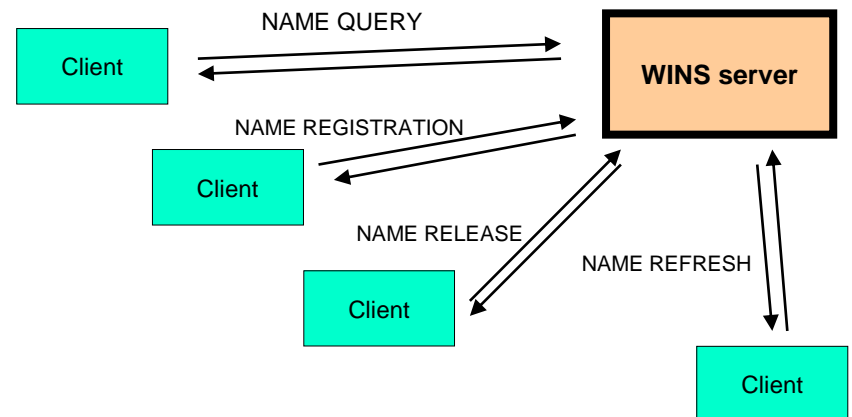 NAME QUERY
Client
WINS server
NAME REGISTRATION
Client
NAME RELEASE
NAME REFRESH
Client
Client